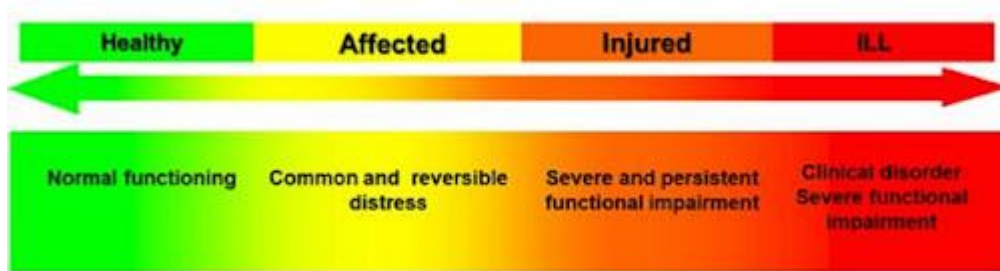 Healthy Affected Injured ILL
Normal functioning
Common and reversible
distress
Severe and persistent
functional impairment
Clinical disorder
Severe functional
impairment